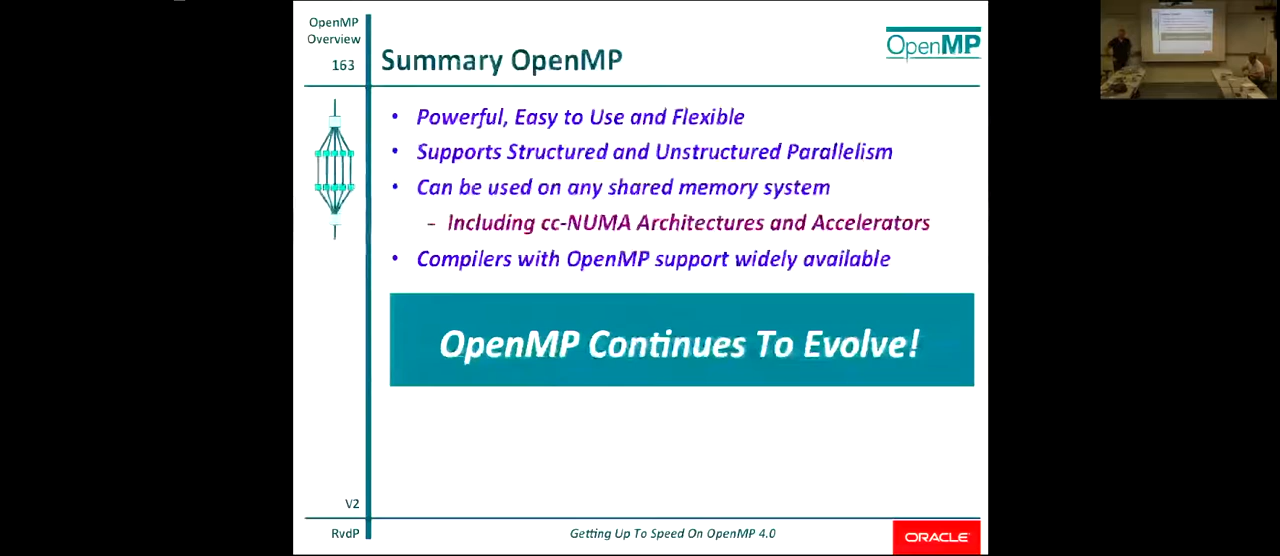 OpenMP
Overview
163
Summary OpenMP
OpenMP
• Powerful, Easy to Use and Flexible
• Supports Structured and Unstructured Parallelism
• Can be used on any shared memory system
– Including cc-NUMA Architectures and Accelerators
• Compilers with OpenMP support widely available
OpenMP Continues To Evolve!
V2
RvdP
Getting Up To Speed On OpenMP 4.0
ORACLE